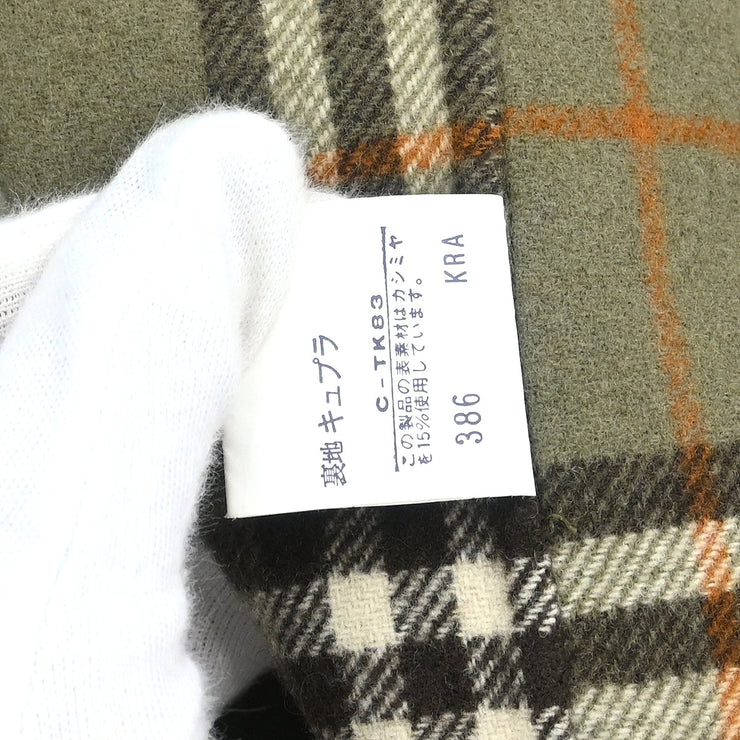 裏地 キュプラ
C-TK83
この製品の表素材はカシミヤ
を15%使用しています。
386 KRA